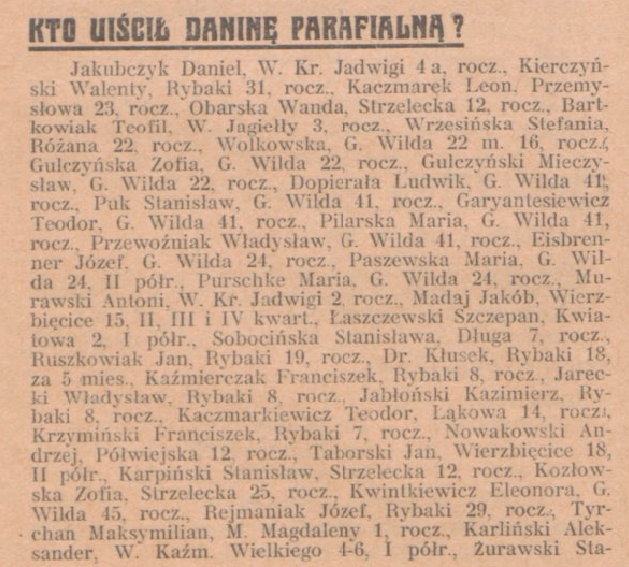 KTO UIŚCIŁ DANINĘ PARAFIALNĄ?
Jakubczyk Daniel, W. Kr. Jadwigi 4 a, rocz., Kierczyń-
ski Walenty, Rybaki 31, rocz., Kaczmarek Leon, Przemy-
słowa 23, rocz., Obarska Wanda, Strzelecka 12, rocz., Bart-
kowiak Teofil, W. Jagiełły 3, rocz., Wrzesińska Stefania,
Różana 22, rocz., Wolkowska, G. Wilda 22 m. 16, rocz.,
Gulczyńska Zofia, G. Wilda 22, rocz., Gulczyński Mieczy-
sław, G. Wilda 22, rocz., Dopierała Ludwik, G. Wilda 41,
rocz., Puk Stanisław, G. Wilda 41, rocz., Garyantesiewicz
Teodor, G. Wilda 41, rocz., Pilarska Maria, G. Wilda 41,
rocz., Przewoźniak Władysław, G. Wilda 41, rocz., Eisbren-
ner Józef, G. Wilda 24, rocz., Paszewska Maria, G. Wil-
da 24, II półr., Purschke Maria, G. Wilda 24, rocz., Mu-
rawski Antoni, W. Kr. Jadwigi 2, rocz., Madaj Jakób, Wierz-
bięcice 15, II, III i IV kwart., Łaszczewski Szczepan, Kwia-
towa 2, I półr., Sobocińska Stanisława, Długa 7, rocz.,
Ruszkowiak Jan, Rybaki 19, rocz., Dr. Kłusek, Rybaki 18,
za 5 mies., Kaźmierczak Franciszek, Rybaki 8, rocz., Jarec-
ki Władysław, Rybaki 8, rocz., Jabłoński Kazimierz, Ry-
baki 8, rocz., Kaczmarkiewicz Teodor, Łąkowa 14, rocz.,
Krzymiński Franciszek, Rybaki 7, rocz., Nowakowski An-
drzej, Półwiejska 12, rocz., Taborski Jan, Wierzbięcice 18,
II półr., Karpiński Stanisław, Strzelecka 12, rocz., Kozłow-
ska Zofia, Strzelecka 25, rocz., Kwintkiewicz Eleonora, G.
Wilda 45, rocz., Rejmaniak Józef, Rybaki 29, rocz., Tyr-
chan Maksymilian, M. Magdaleny 1, rocz., Karliński Alek-
sander, W. Kaźm. Wielkiego 4-6, I półr., Żurawski Sta-